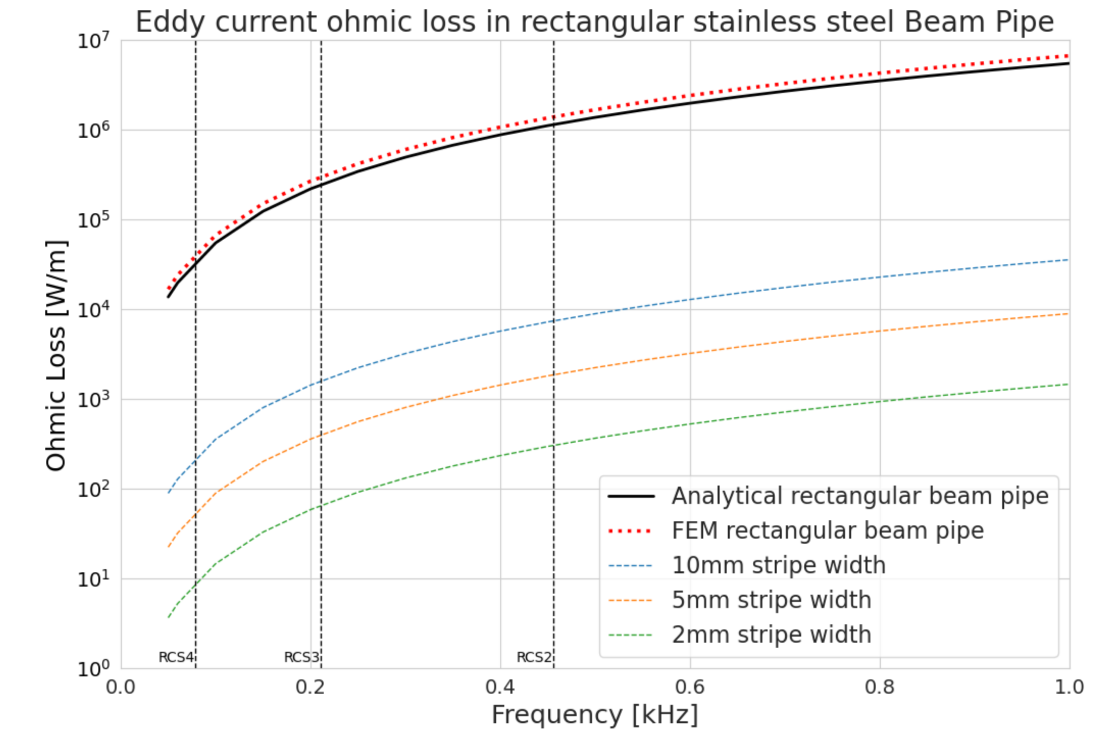 Eddy current ohmic loss in rectangular stainless steel Beam Pipe
10⁷
10⁶
10⁵
10⁴
10³
10²
10¹
10⁰
Ohmic Loss [W/m]
RCS4
RCS3
RCS2
Analytical rectangular beam pipe
FEM rectangular beam pipe
10mm stripe width
5mm stripe width
2mm stripe width
0.0 0.2 0.4 0.6 0.8 1.0
Frequency [kHz]